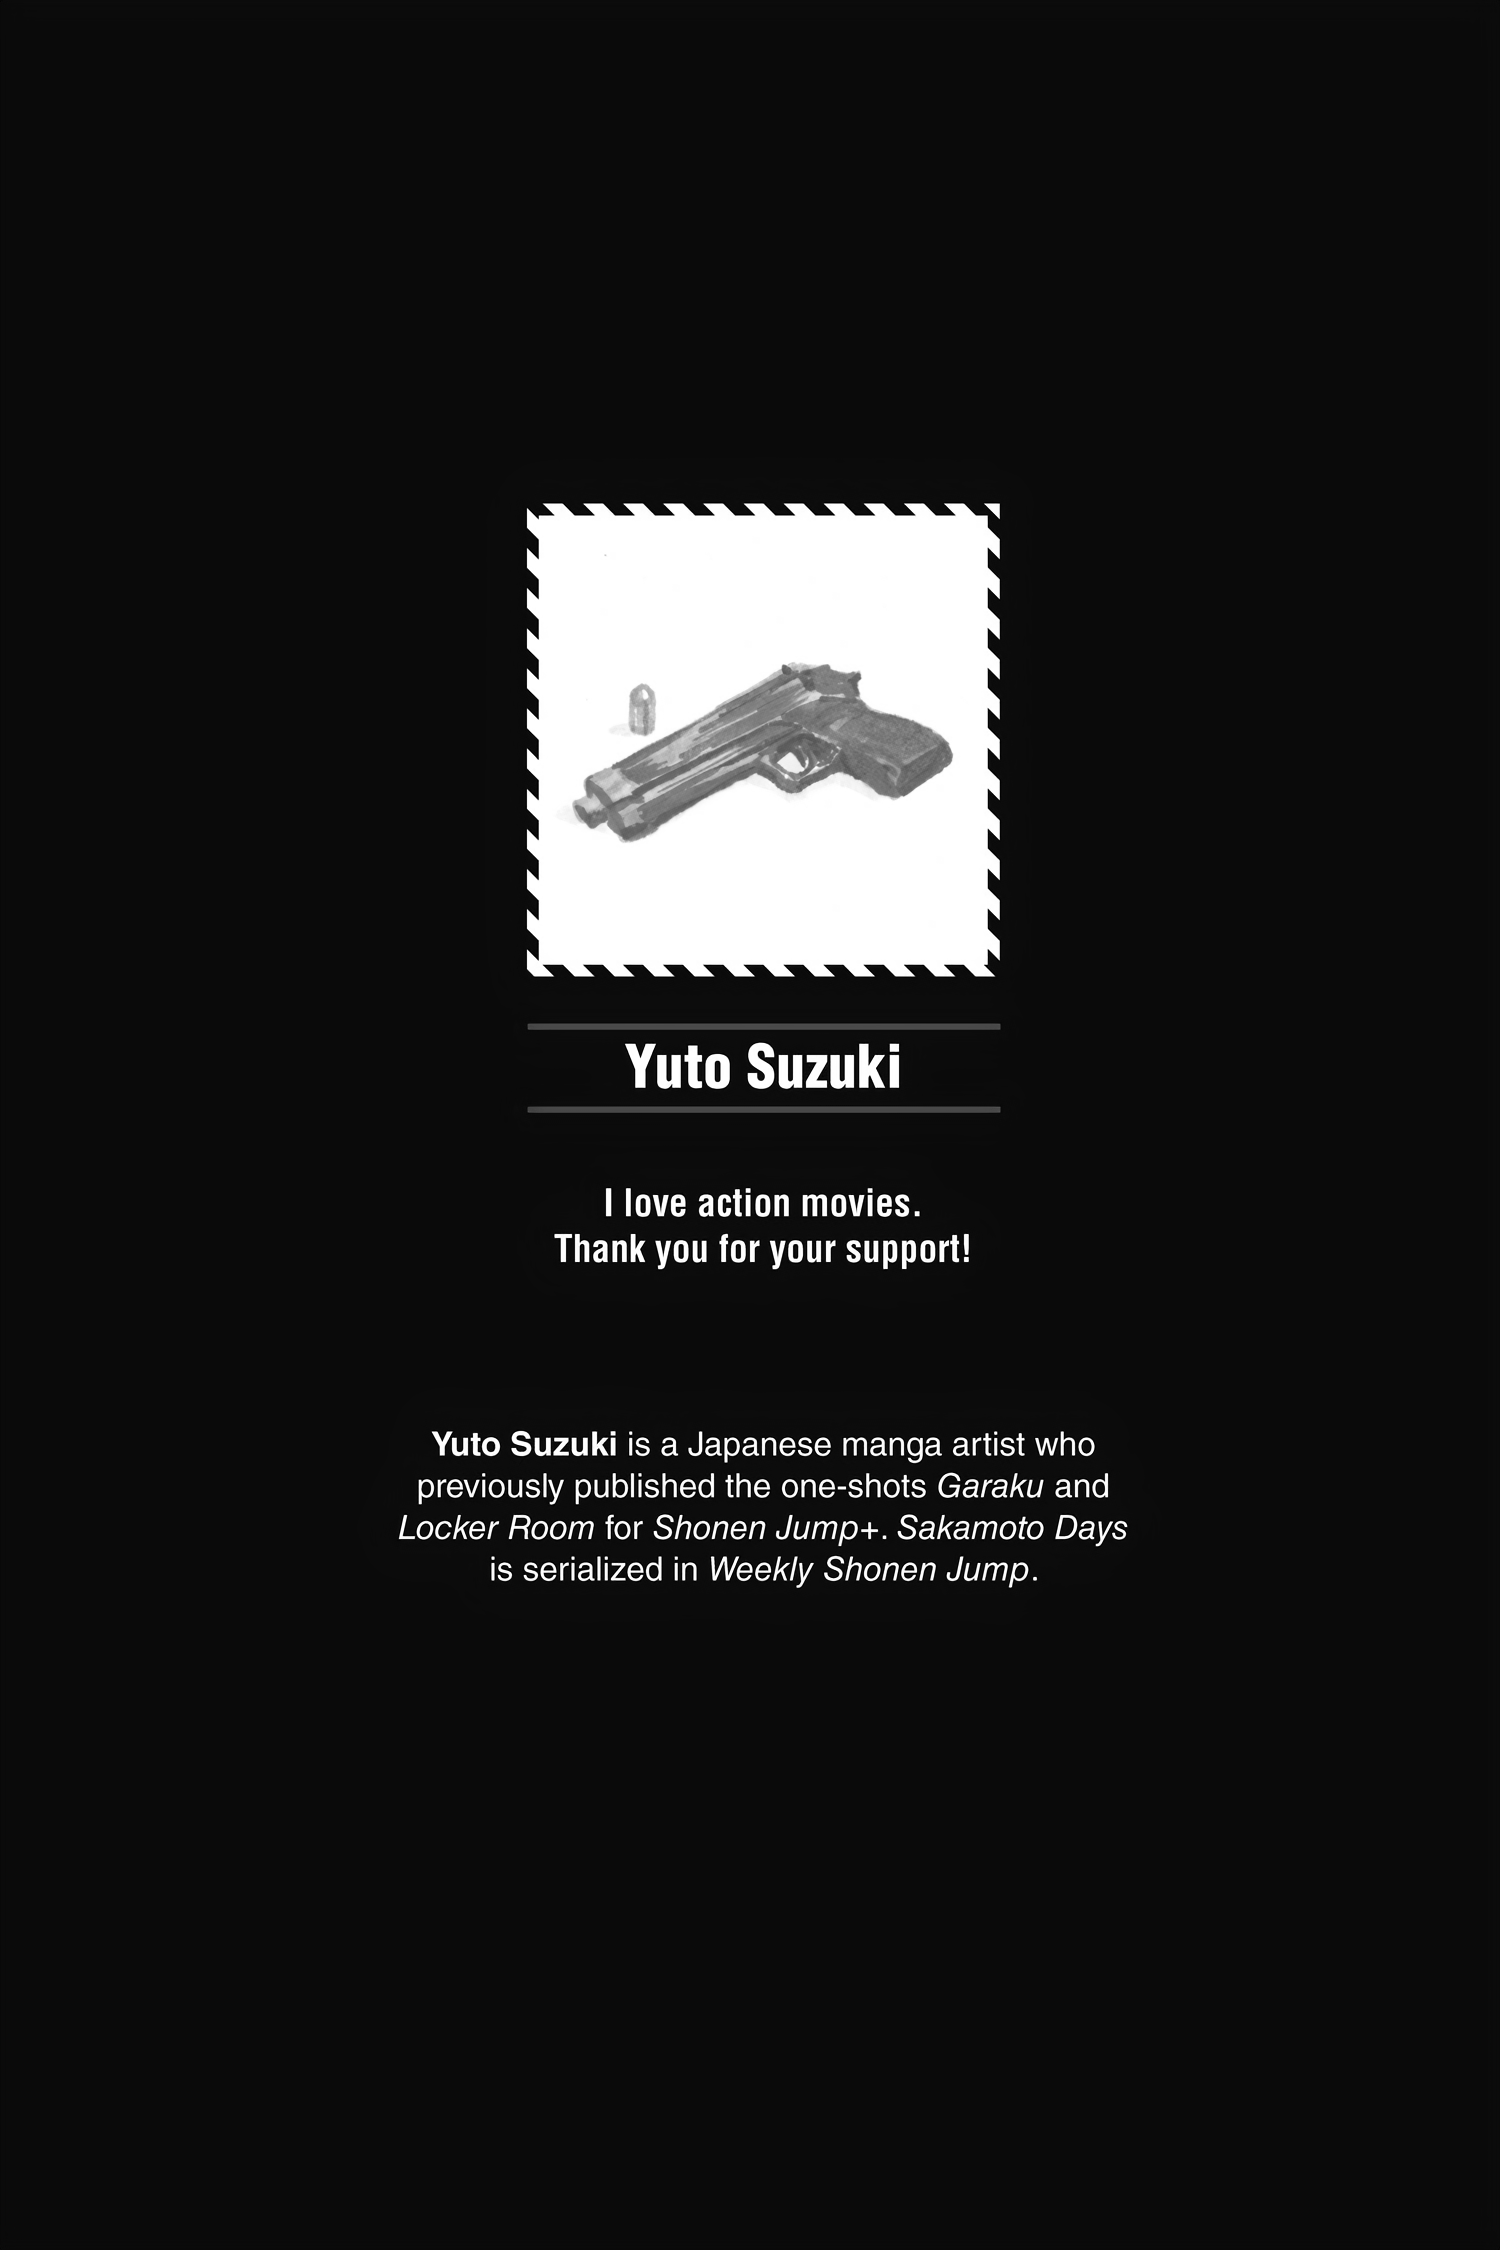 Yuto Suzuki
I love action movies.
Thank you for your support!
Yuto Suzuki is a Japanese manga artist who
previously published the one-shots Garaku and
Locker Room for Shonen Jump+. Sakamoto Days
is serialized in Weekly Shonen Jump.